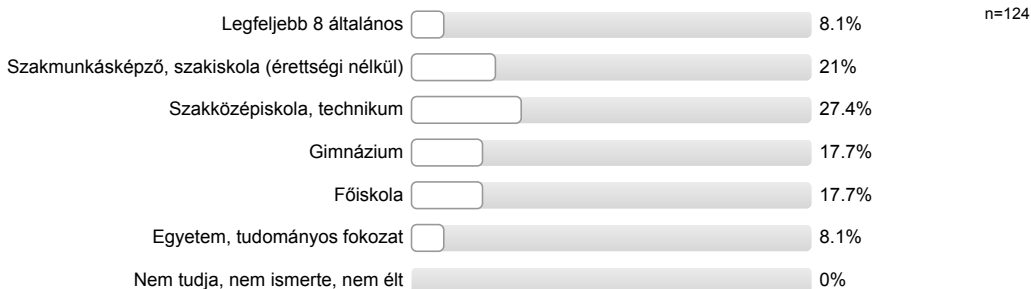 Legfeljebb 8 általános 8.1% n=124
Szakmunkásképző, szakiskola (érettségi nélkül) 21%
Szakközépiskola, technikum 27.4%
Gimnázium 17.7%
Főiskola 17.7%
Egyetem, tudományos fokozat 8.1%
Nem tudja, nem ismerte, nem élt 0%